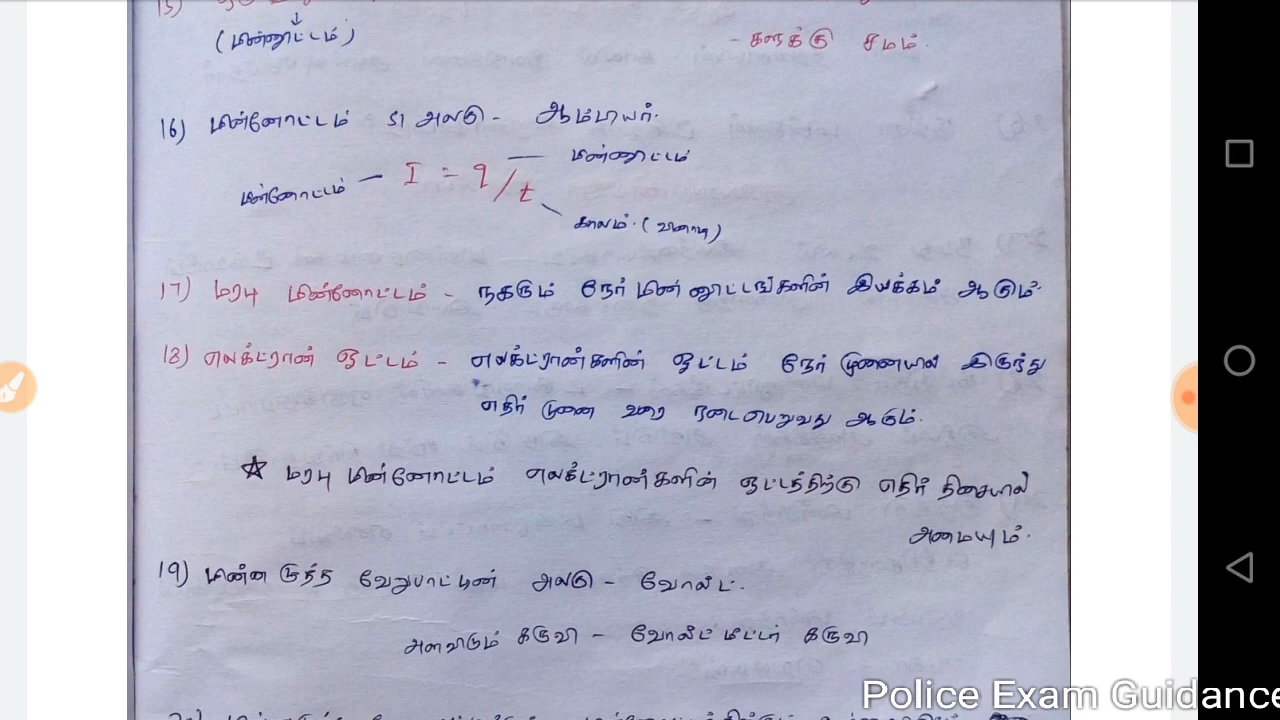 15)
(மின்னூட்டம்)
- களுக்கு சமம்.
16) மின்னோட்டம் SI அலகு - ஆம்பியர்.
மின்னோட்டம் - I = q/t — மின்னூட்டம்
காலம். (வினாடி)
17) மரபு மின்னோட்டம் - நகரும் நேர் மின்னூட்டங்களின் இயக்கம் ஆகும்.
18) எலக்ட்ரான் ஓட்டம் - எலக்ட்ரான்களின் ஓட்டம் நேர் முனையில் இருந்து
எதிர் முனை வரை நடைபெறுவது ஆகும்.
☆ மரபு மின்னோட்டம் எலக்ட்ரான்களின் ஓட்டத்திற்கு எதிர் திசையில்
அமையும்.
19) மின்னழுத்த வேறுபாட்டின் அலகு - வோல்ட்.
அளவிடும் கருவி - வோல்ட் மீட்டர் கருவி
Police Exam Guidance